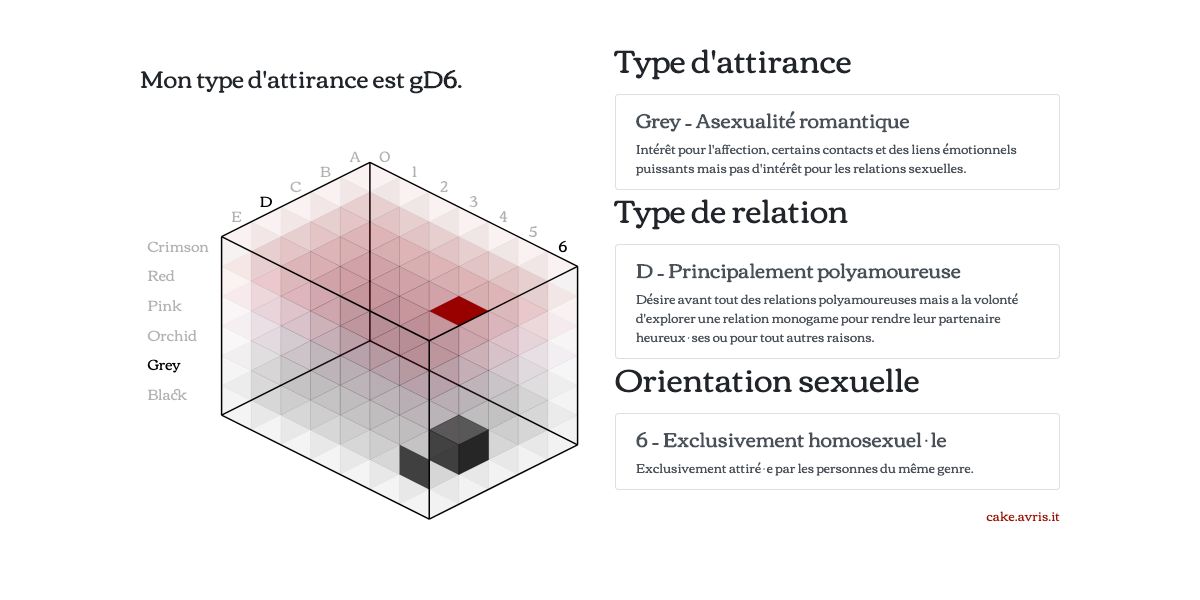 Mon type d'attirance est gD6.
A O
B 1
C 2
D 3
E 4
5
6
Crimson
Red
Pink
Orchid
Grey
Black
Type d'attirance
Grey – Asexualité romantique
Intérêt pour l'affection, certains contacts et des liens émotionnels
puissants mais pas d'intérêt pour les relations sexuelles.
Type de relation
D – Principalement polyamoureuse
Désire avant tout des relations polyamoureuses mais a la volonté
d'explorer une relation monogame pour rendre leur partenaire
heureux·ses ou pour tout autres raisons.
Orientation sexuelle
6 – Exclusivement homosexuel·le
Exclusivement attiré·e par les personnes du même genre.
cake.avris.it